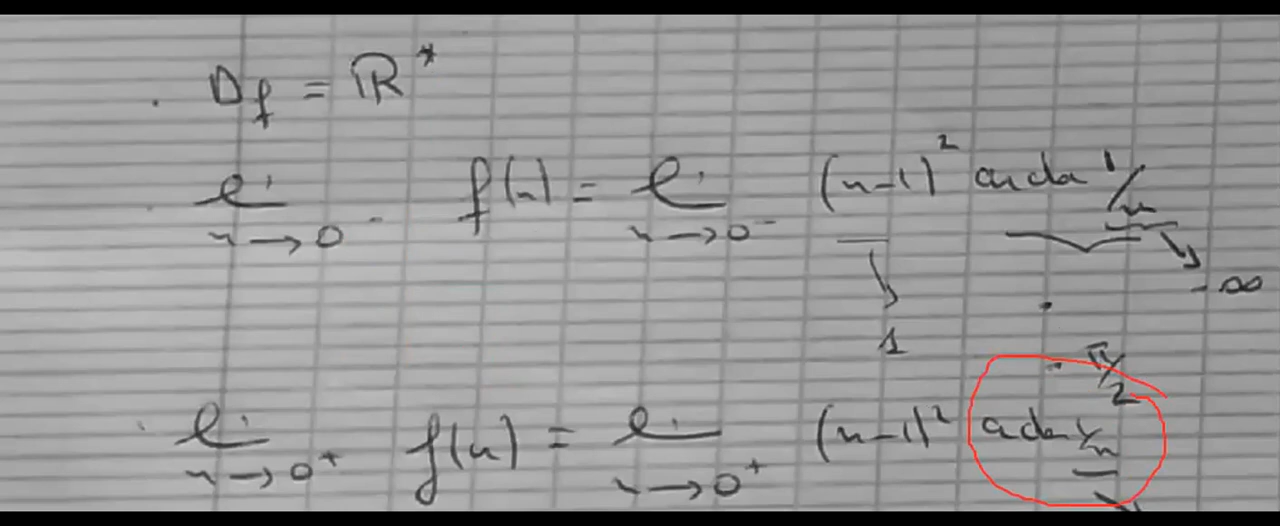 . Df = ℝ*
. lim x→0⁻ f(x) = lim x→0⁻ (x-1)² arctan 1/x
→ -∞
→ 1
- π/2
. lim x→0⁺ f(x) = lim x→0⁺ (x-1)² arctan 1/x